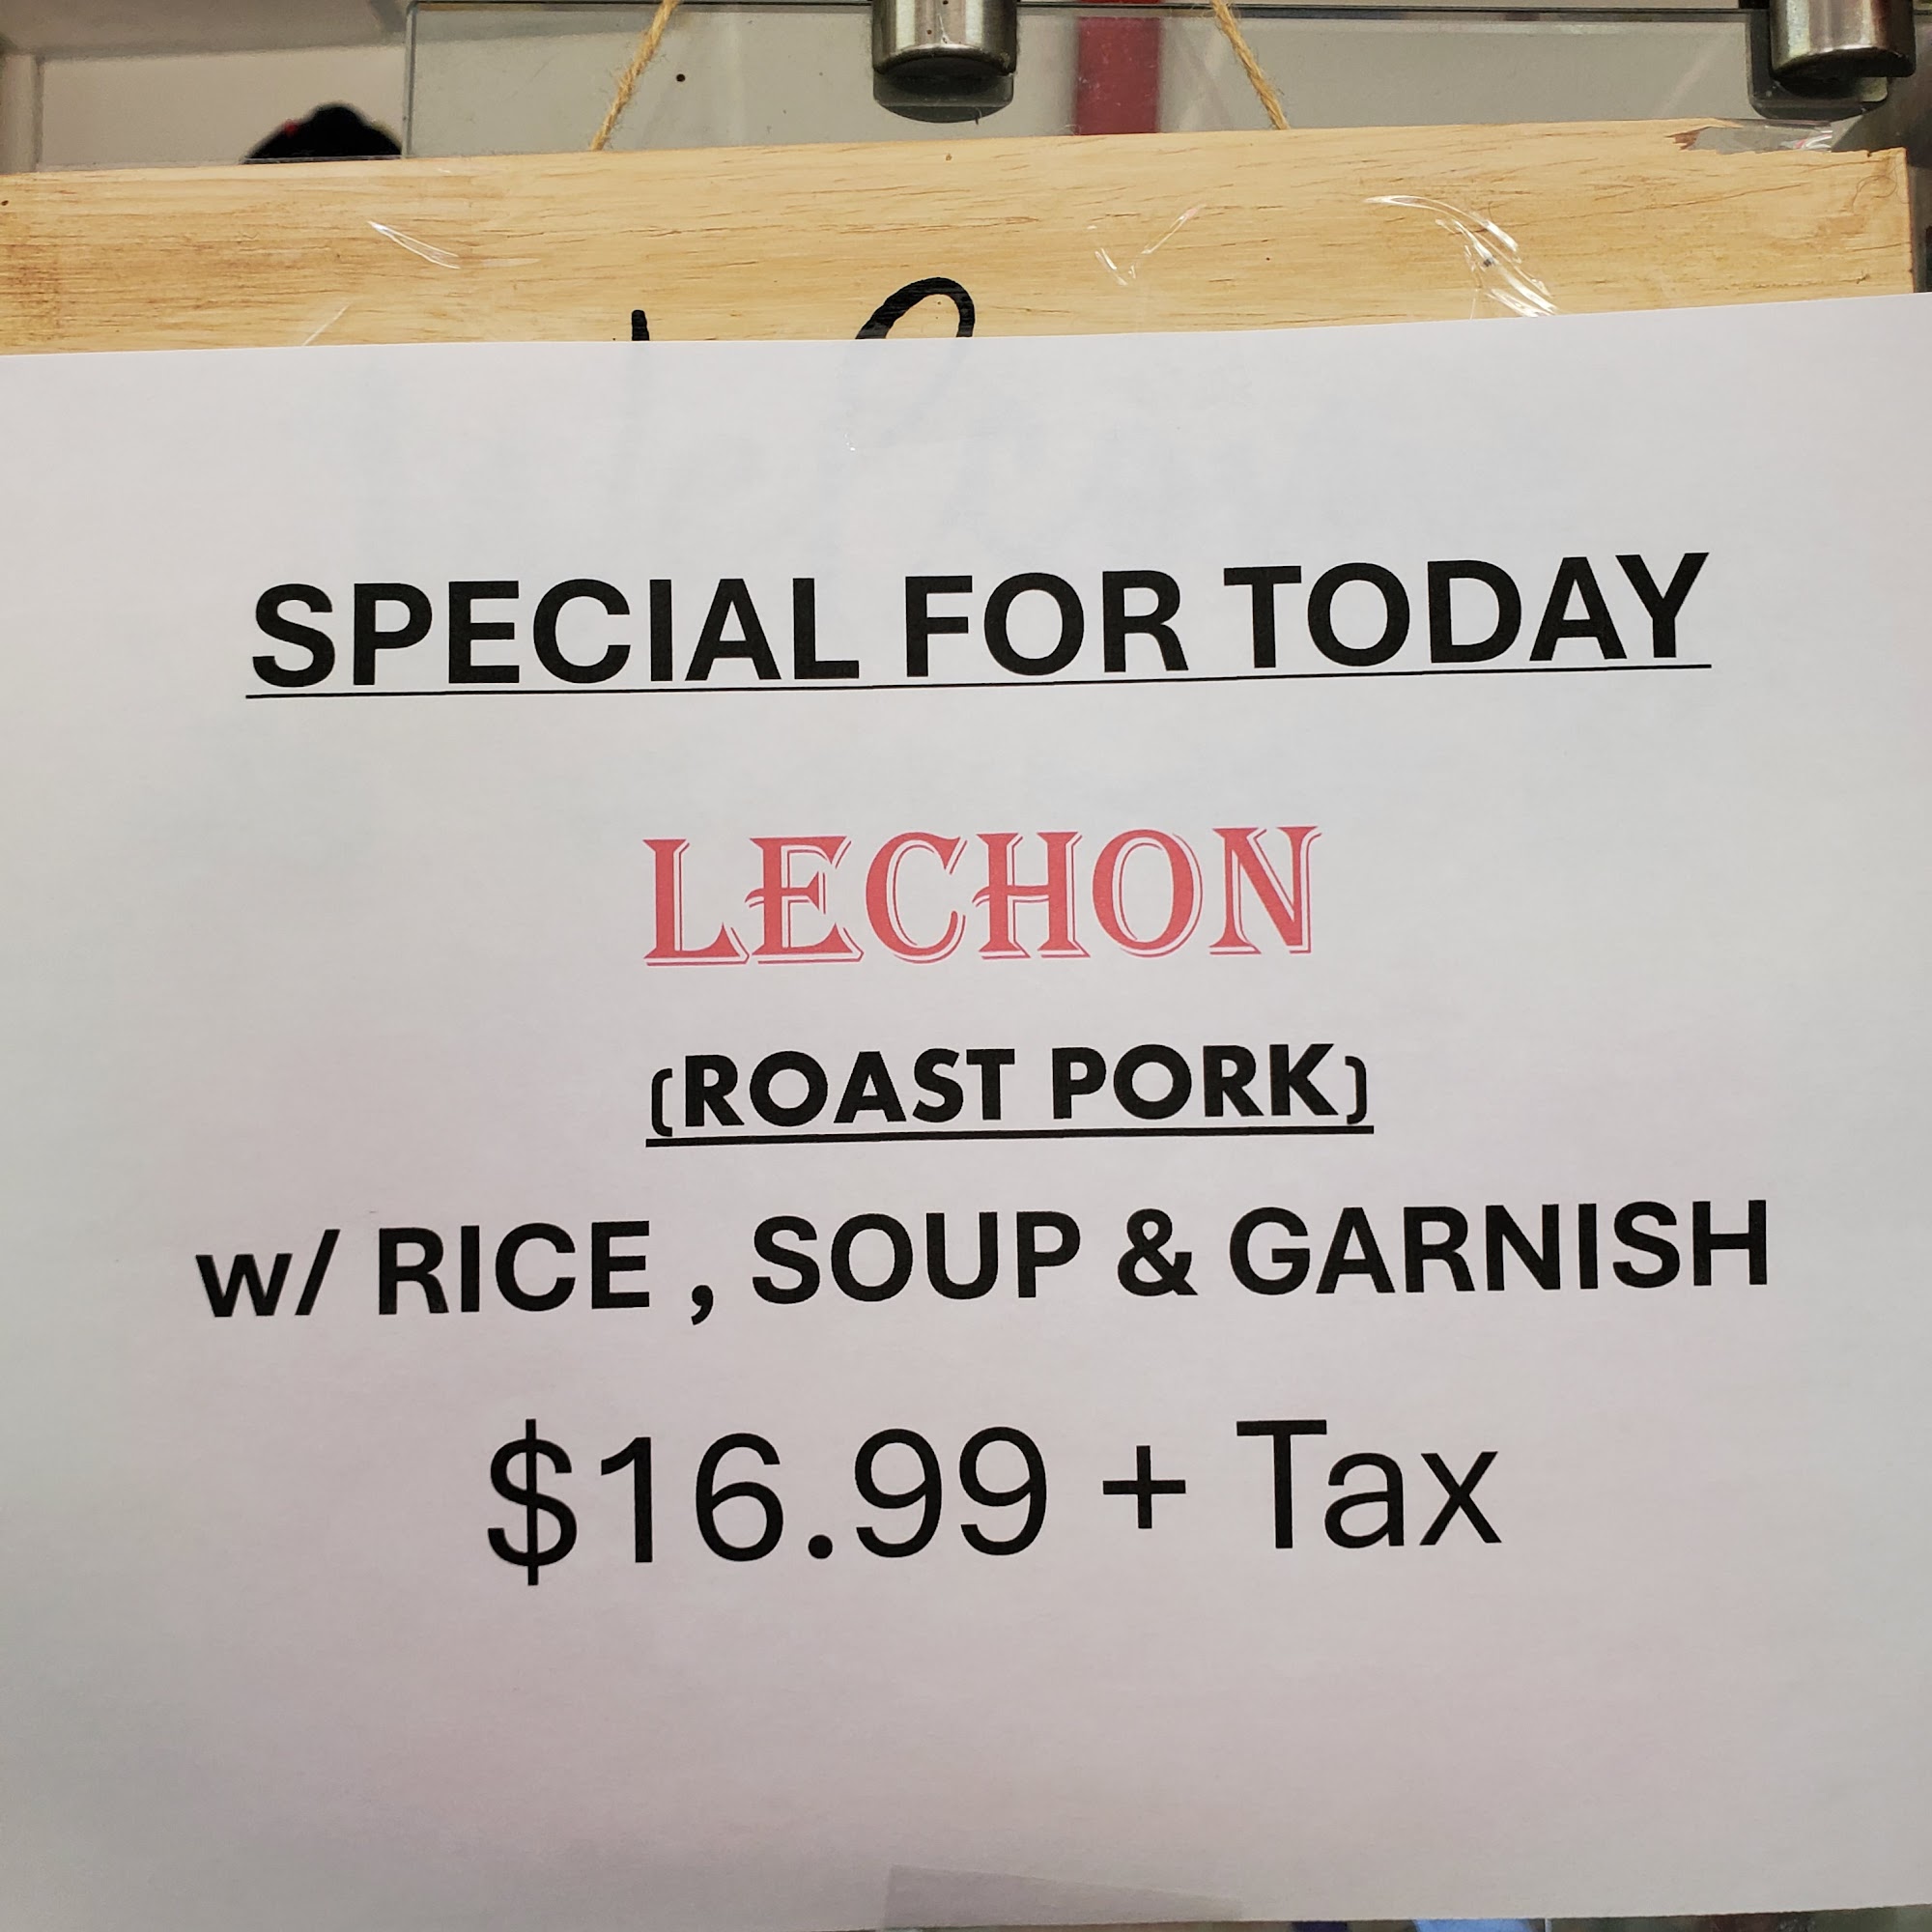 SPECIAL FOR TODAY
LECHON
(ROAST PORK)
w/ RICE , SOUP & GARNISH
$16.99 + Tax